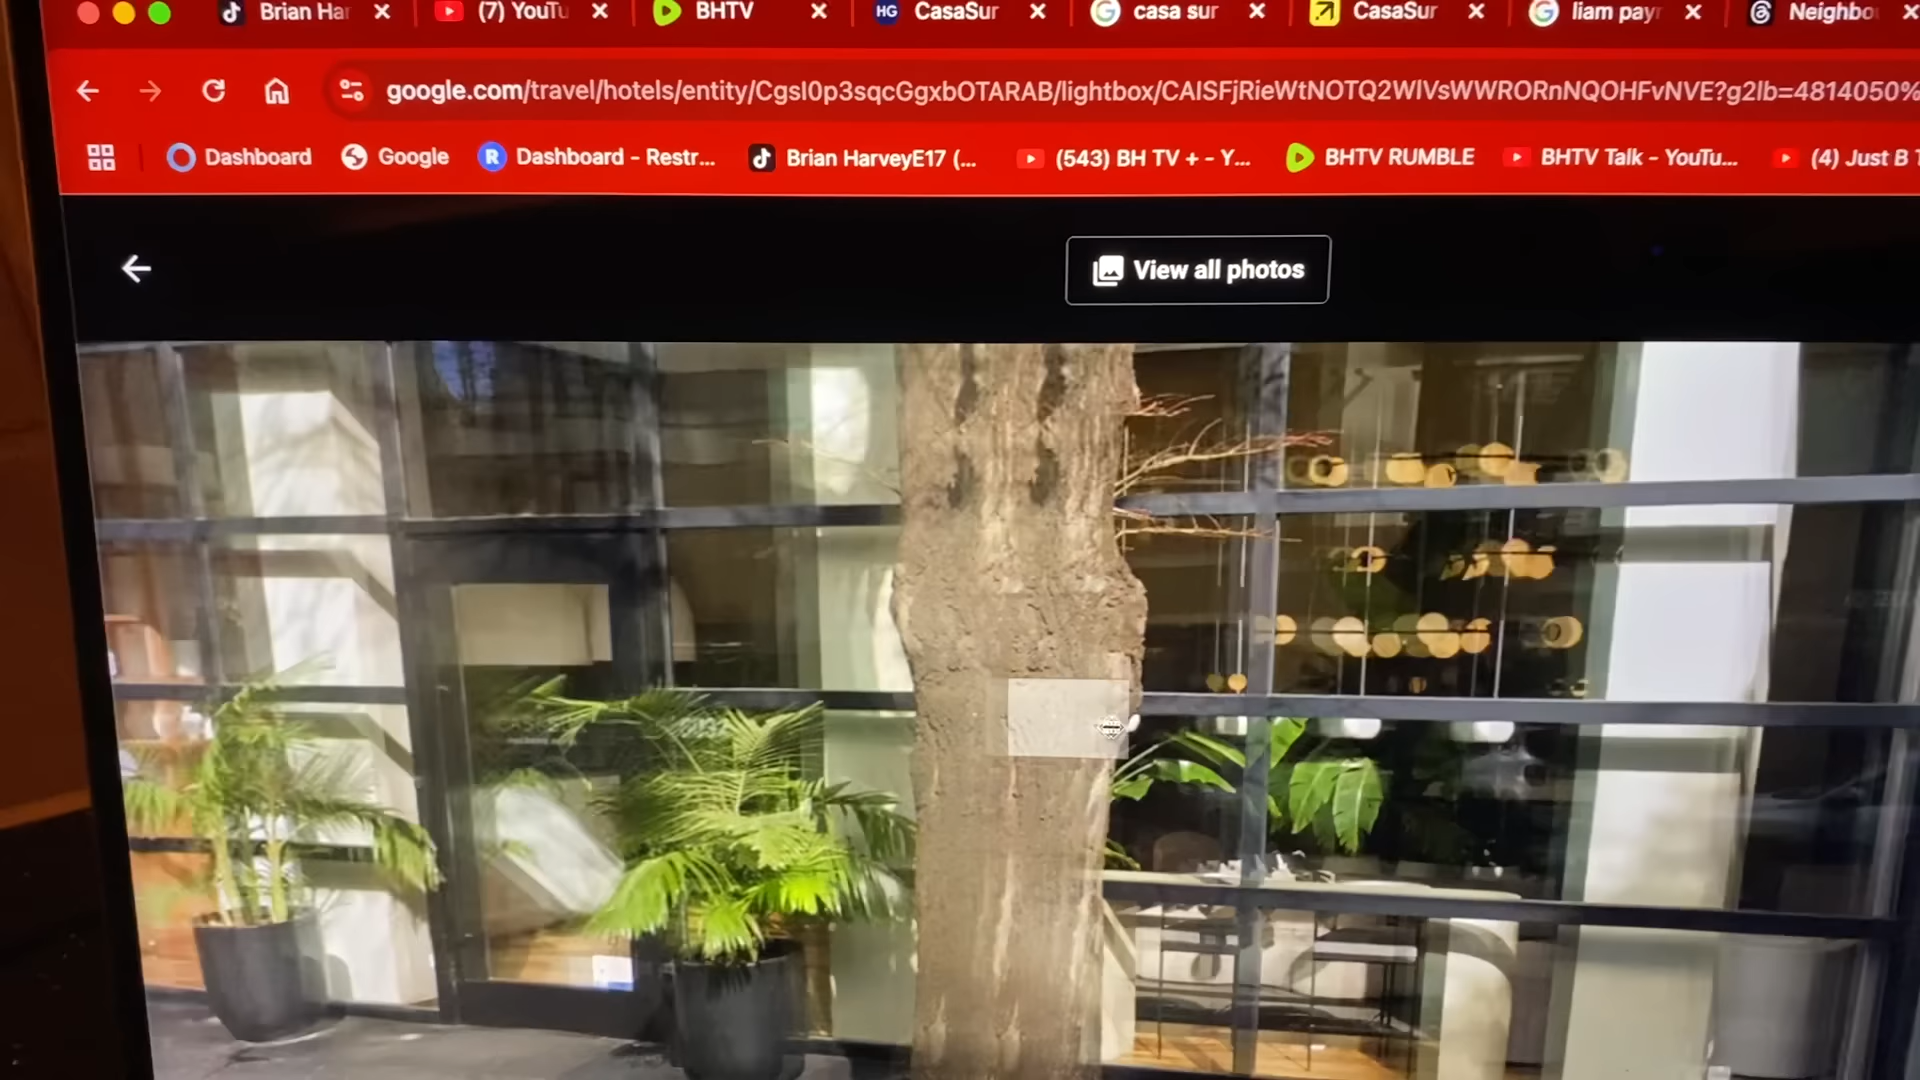 Brian Har (7) YouTu BHTV HG CasaSur casa sur CasaSur liam payr Neighbo
google.com/travel/hotels/entity/CgsI0p3sqcGgxbOTARAB/lightbox/CAISFjRieWtNOTQ2WlVsWWRORnNQOHFvNVE?g2lb=4814050%
Dashboard Google R Dashboard - Restr... Brian HarveyE17 (... (543) BH TV + - Y... BHTV RUMBLE BHTV Talk - YouTu... (4) Just B T
View all photos